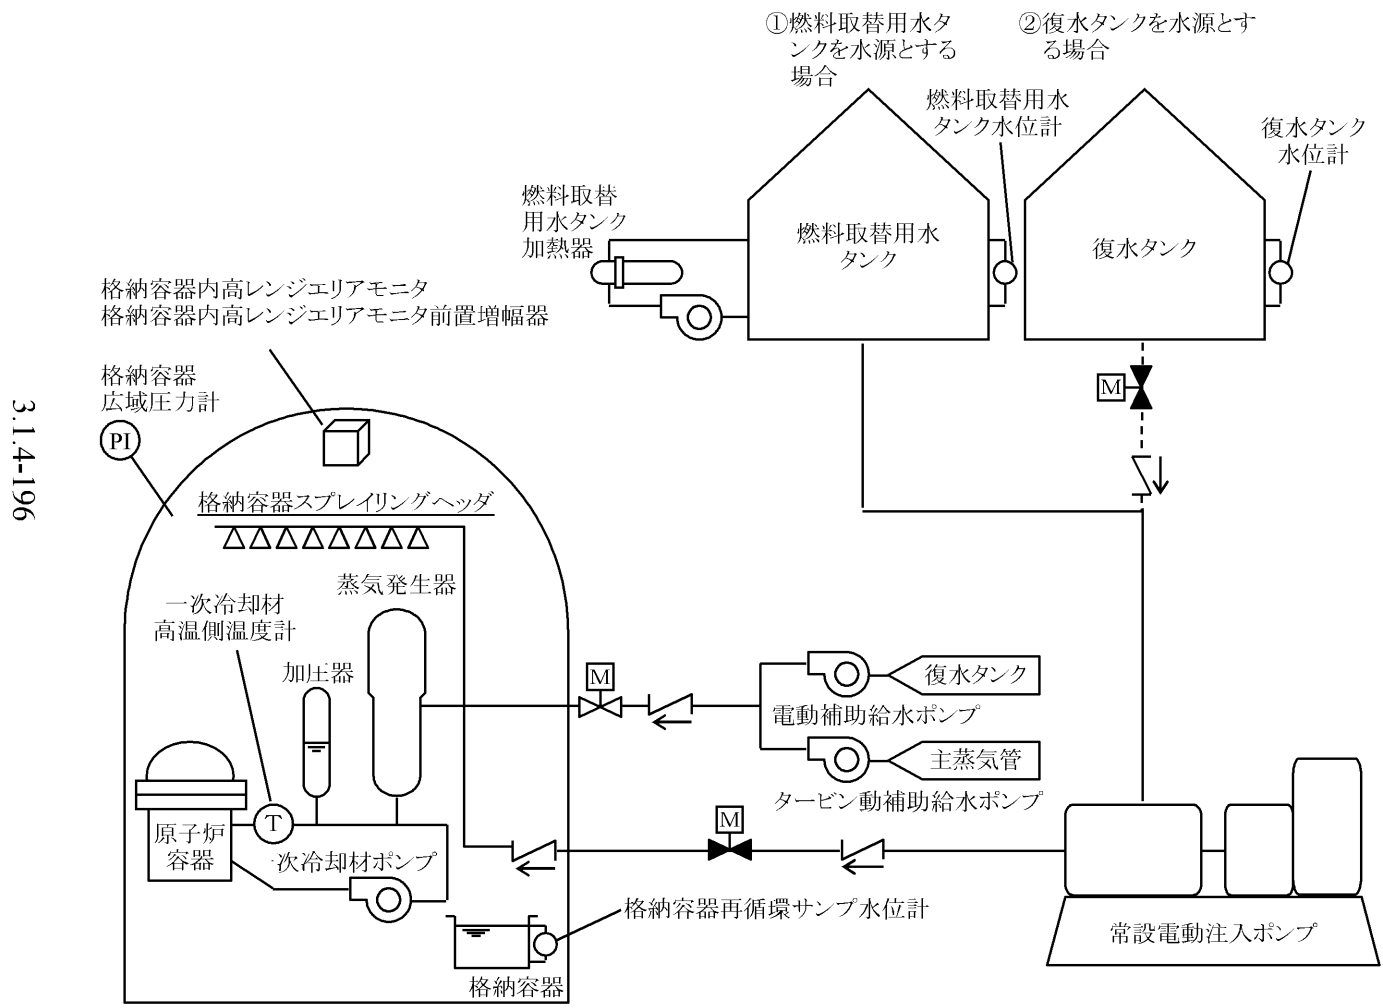 ①燃料取替用水タ
ンクを水源とする
場合
②復水タンクを水源とす
る場合
燃料取替用水
タンク水位計
復水タンク
水位計
燃料取替
用水タンク
加熱器
燃料取替用水
タンク
復水タンク
格納容器内高レンジエリアモニタ
格納容器内高レンジエリアモニタ前置増幅器
格納容器
広域圧力計
PI
M
3.1.4-196
格納容器スプレイリングヘッダ
蒸気発生器
一次冷却材
高温側温度計
加圧器
M
復水タンク
電動補助給水ポンプ
主蒸気管
タービン動補助給水ポンプ
T
M
原子炉
容器
一次冷却材ポンプ
格納容器再循環サンプ水位計
常設電動注入ポンプ
格納容器